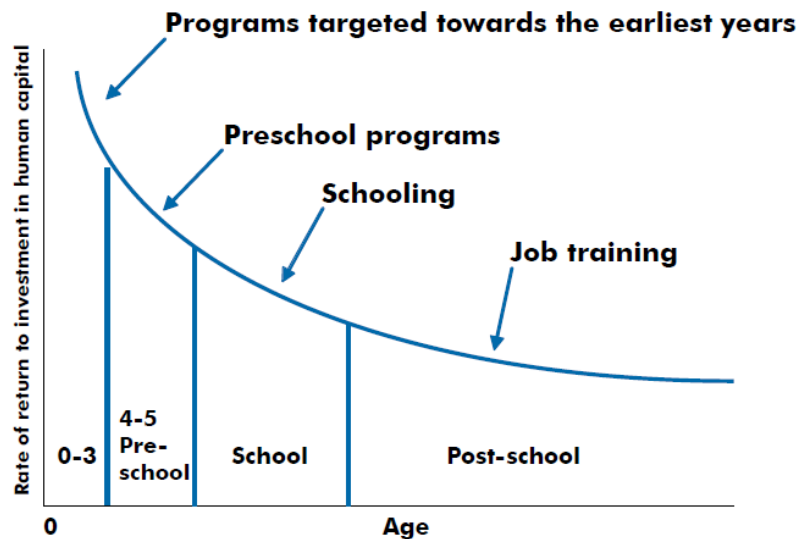 Programs targeted towards the earliest years
Rate of return to investment in human capital
Preschool programs
Schooling
Job training
0-3
4-5
Pre-
school
School
Post-school
0
Age